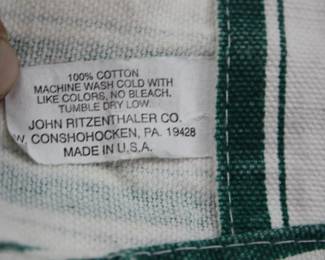 100% COTTON
MACHINE WASH COLD WITH
LIKE COLORS, NO BLEACH.
TUMBLE DRY LOW.
JOHN RITZENTHALER CO.
W. CONSHOHOCKEN, PA. 19428
MADE IN U.S.A.